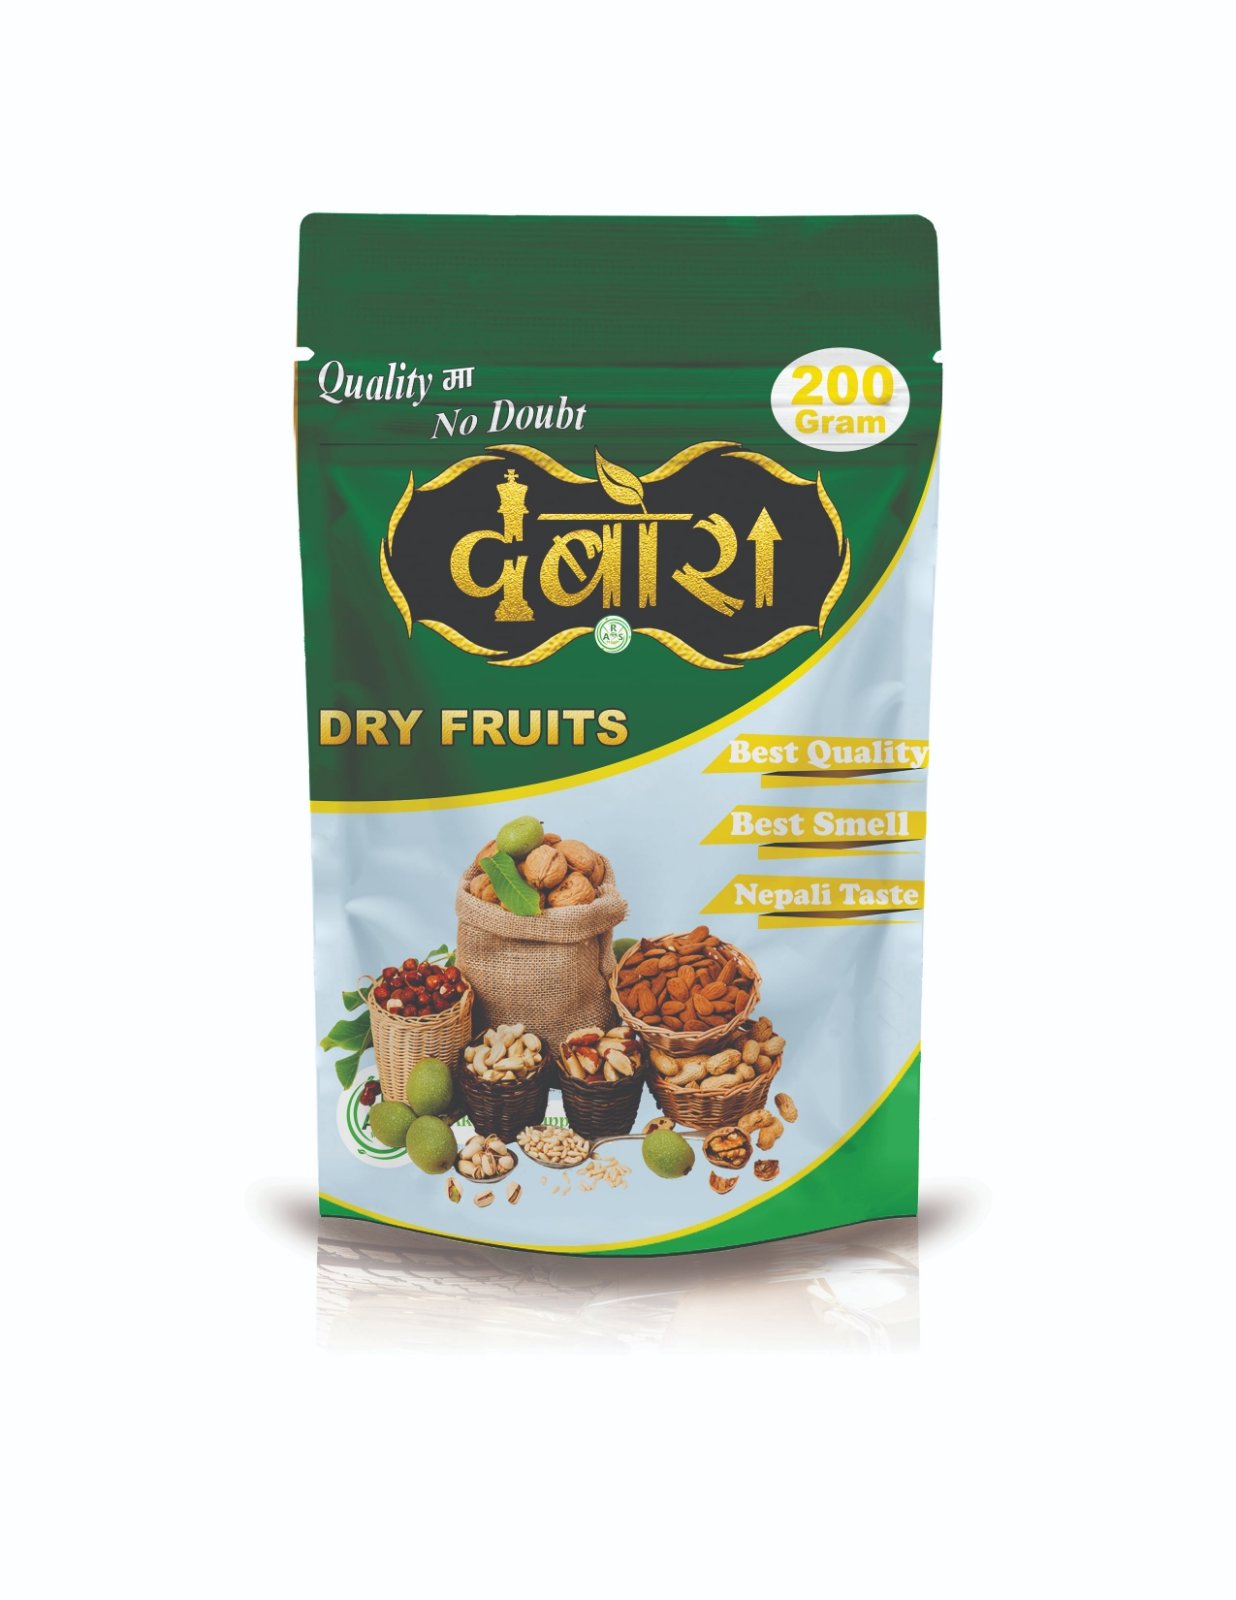 Quality मा
No Doubt
200
Gram
दबोरा
R
A S
DRY FRUITS
Best Quality
Best Smell
Nepali Taste